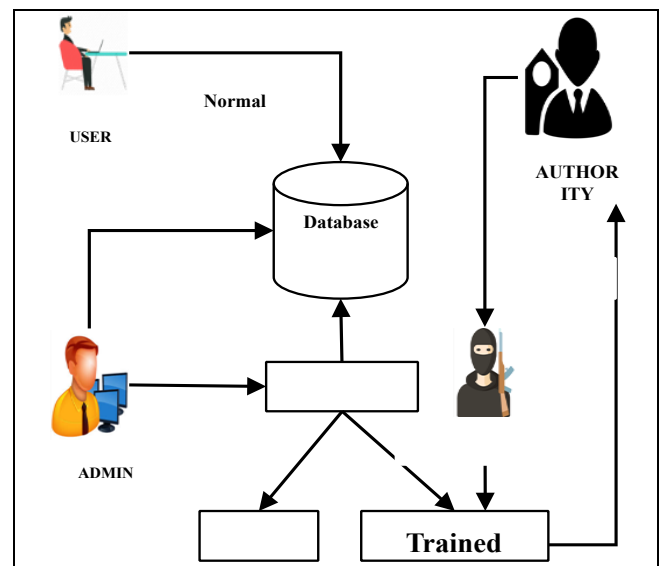 Normal
USER
AUTHOR
ITY
Database
ADMIN
Trained